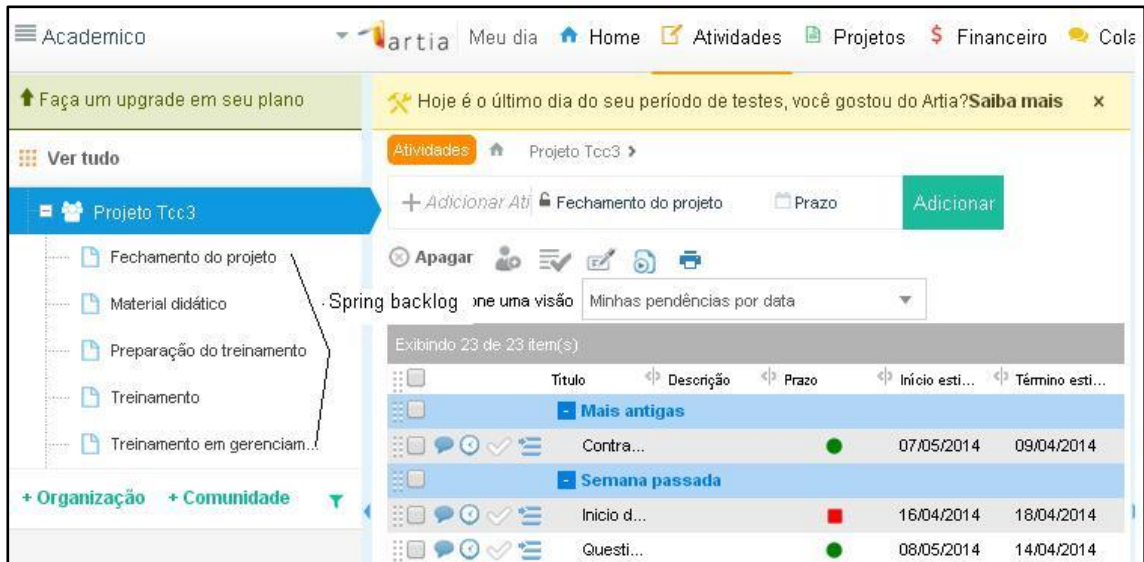 Academico
artia Meu dia Home Atividades Projetos $ Financeiro Cola
Faça um upgrade em seu plano
Hoje é o último dia do seu período de testes, você gostou do Artia?Saiba mais x
Ver tudo
Atividades Projeto Tcc3 >
Projeto Tcc3
+ Adicionar Ati Fechamento do projeto Prazo Adicionar
Fechamento do projeto
Apagar
Material didático
Spring backlog one uma visão Minhas pendências por data
Preparação do treinamento
Exibindo 23 de 23 item(s)
Treinamento
Titulo Descrição Prazo Início esti... Término esti...
Mais antigas
Treinamento em gerenciam...
Contra... 07/05/2014 09/04/2014
Semana passada
+ Organização + Comunidade
Inicio d... 16/04/2014 18/04/2014
Questi... 08/05/2014 14/04/2014